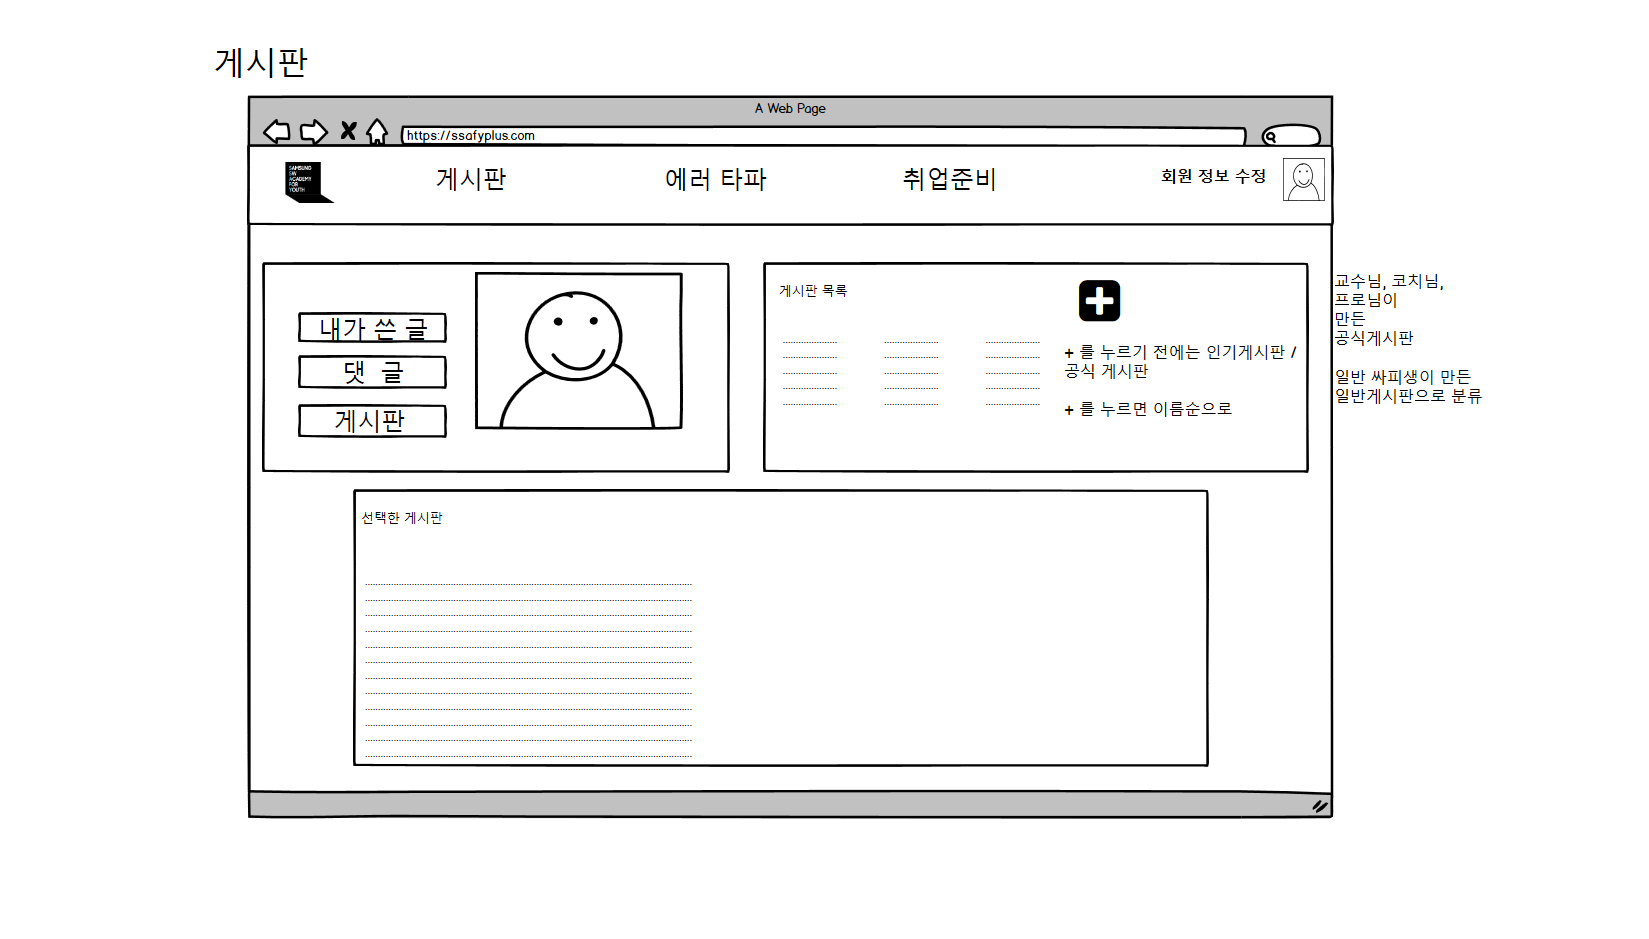 게시판
A Web Page
https://ssafyplus.com
SAMSUNG
SW
ACADEMY
FOR
YOUTH
게시판
에러 타파
취업준비
회원 정보 수정
내가 쓴 글
댓 글
게시판
게시판 목록
+ 를 누르기 전에는 인기게시판 /
공식 게시판
+ 를 누르면 이름순으로
교수님, 코치님,
프로님이
만든
공식게시판
일반 싸피생이 만든
일반게시판으로 분류
선택한 게시판